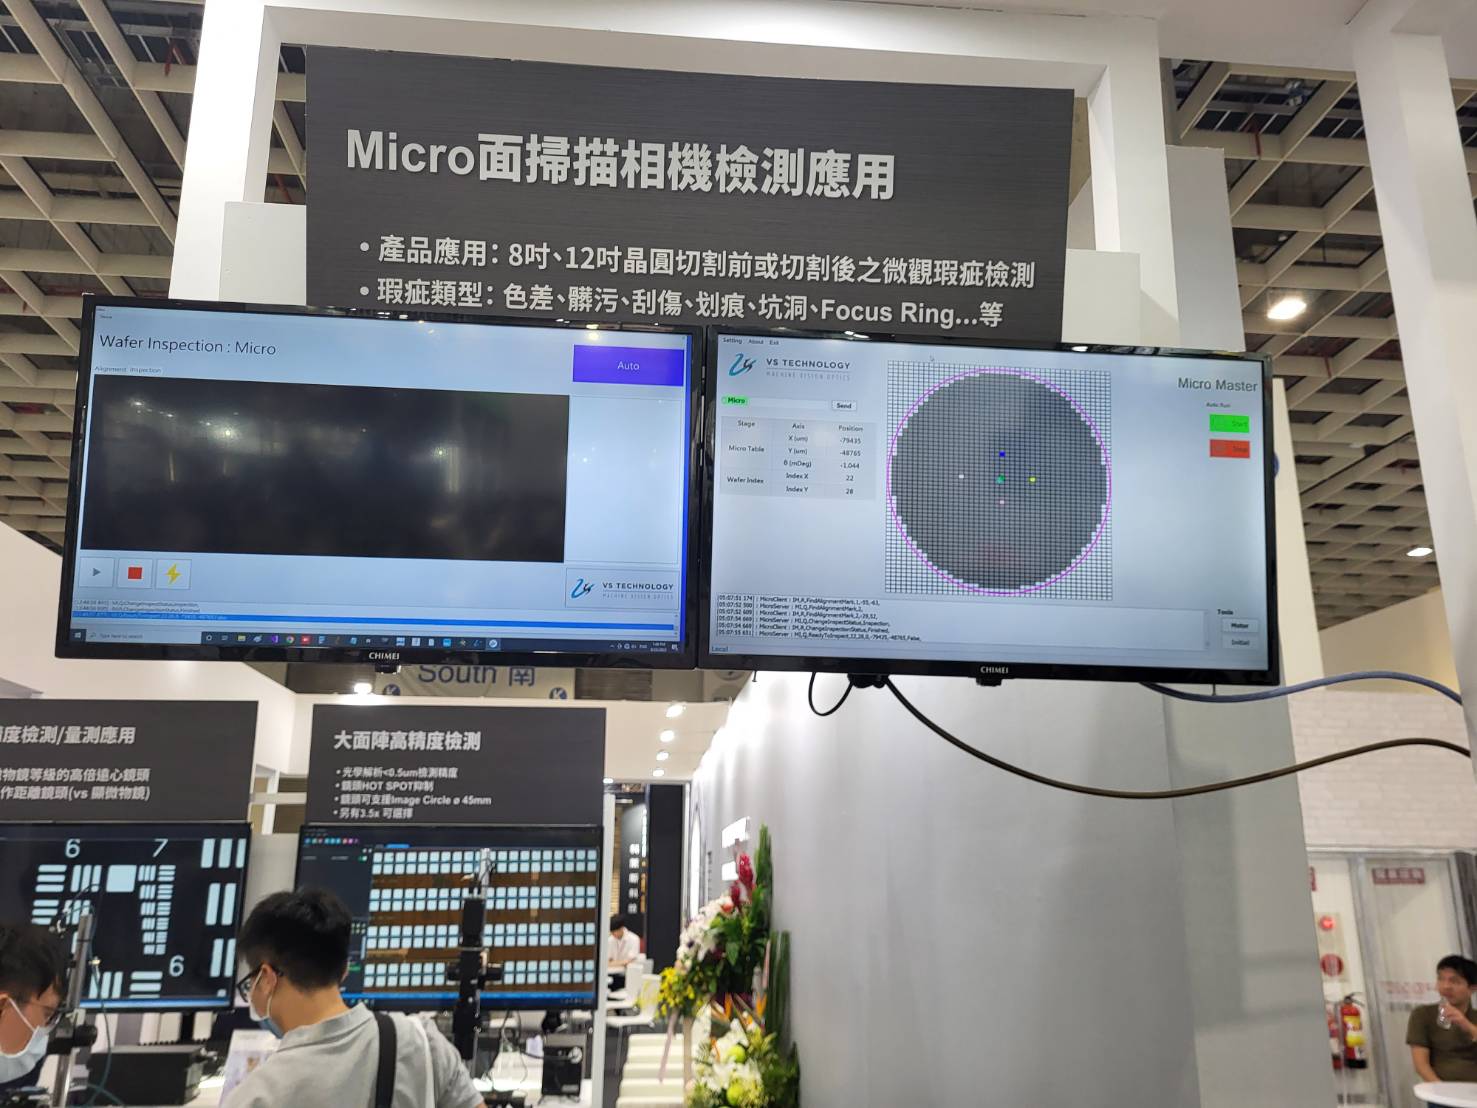 Micro面掃描相機檢測應用
• 產品應用：8吋、12吋晶圓切割前或切割後之微觀瑕疵檢測
• 瑕疵類型：色差、髒污、刮傷、划痕、坑洞、Focus Ring...等
Wafer Inspection : Micro
Auto
Alignment Inspection
VS TECHNOLOGY
MACHINE VISION OPTICS
Type here to search
CHIMEI
Setting About Exit
VS TECHNOLOGY
MACHINE VISION OPTICS
Micro Master
Auto Run
Start
Micro
Send
Stage Axis Position
Micro Table
X (um) -79435
Y (um) -48765
θ (mDeg) -1,044
Wafer Index
Index X 22
Index Y 28
[05:07:51 174] : MicroClient : IM,R,FindAlignmentMark,1,-95,-63,
[05:07:52 500] : MicroServer : MI,Q,FindAlignmentMark,2,
[05:07:52 609] : MicroClient : IM,R,FindAlignmentMark,2,-29,52,
[05:07:54 669] : MicroServer : MI,Q,ChangeInspectStatus,Inspection,
[05:07:54 669] : MicroClient : IM,R,ChangeInspectionStatus,Finished,
[05:07:55 651] : MicroServer : MI,Q,ReadyToInspect,22,28,0,-79435,-48765,False,
Local
Tools
Motor
Initial
CHIMEI
South 南
K
K
度檢測/量測應用
物鏡等級的高倍遠心鏡頭
作距離鏡頭(vs 顯微物鏡)
大面陣高精度檢測
• 光學解析<0.5um檢測精度
• 鏡頭HOT SPOT抑制
• 鏡頭可支援Image Circle ø 45mm
• 另有3.5x 可選擇
6
7
6